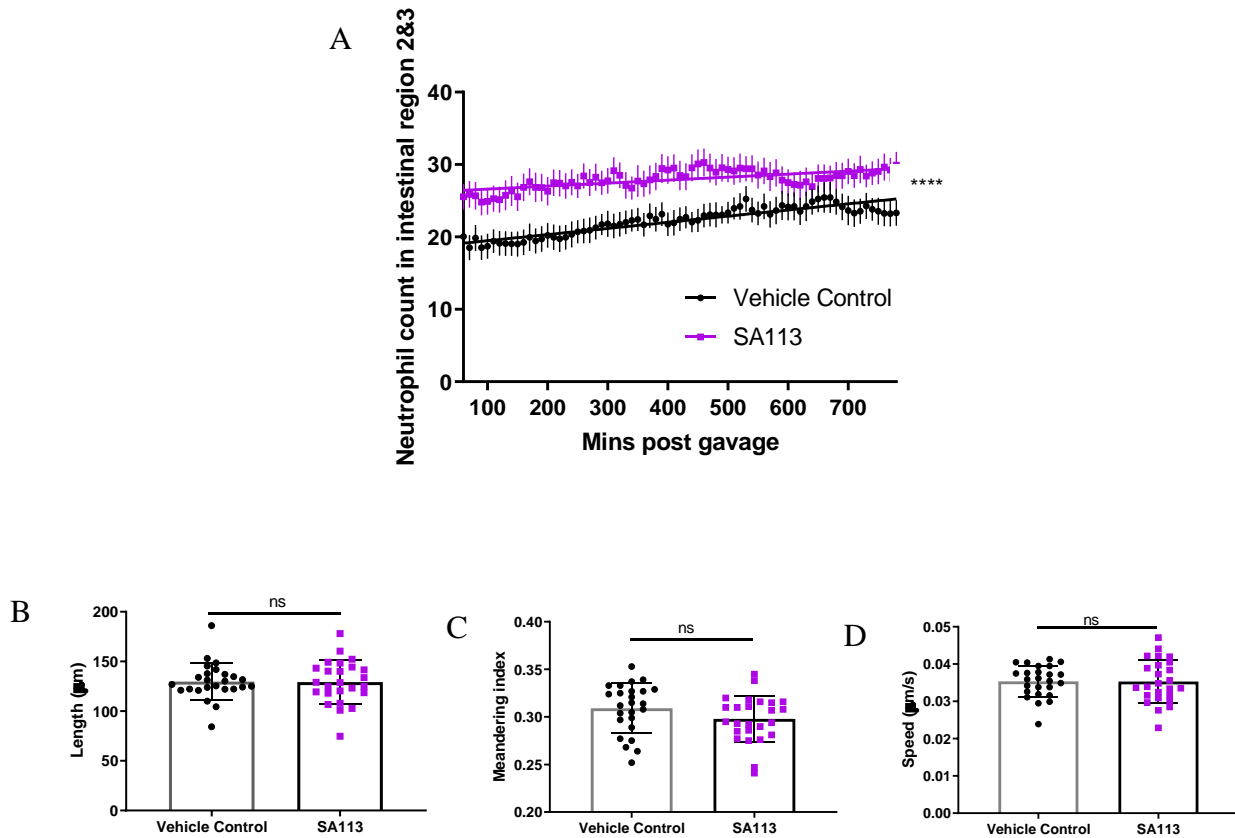 A
Neutrophil count in intestinal region 2&3
40
30
20
10
0
****
Vehicle Control
SA113
100 200 300 400 500 600 700
Mins post gavage
B
Length (μm)
200
150
100
50
0
ns
Vehicle Control SA113
C
Meandering index
0.40
0.35
0.30
0.25
0.20
ns
Vehicle Control SA113
D
Speed (μm/s)
0.05
0.04
0.03
0.02
0.01
0.00
ns
Vehicle Control SA113